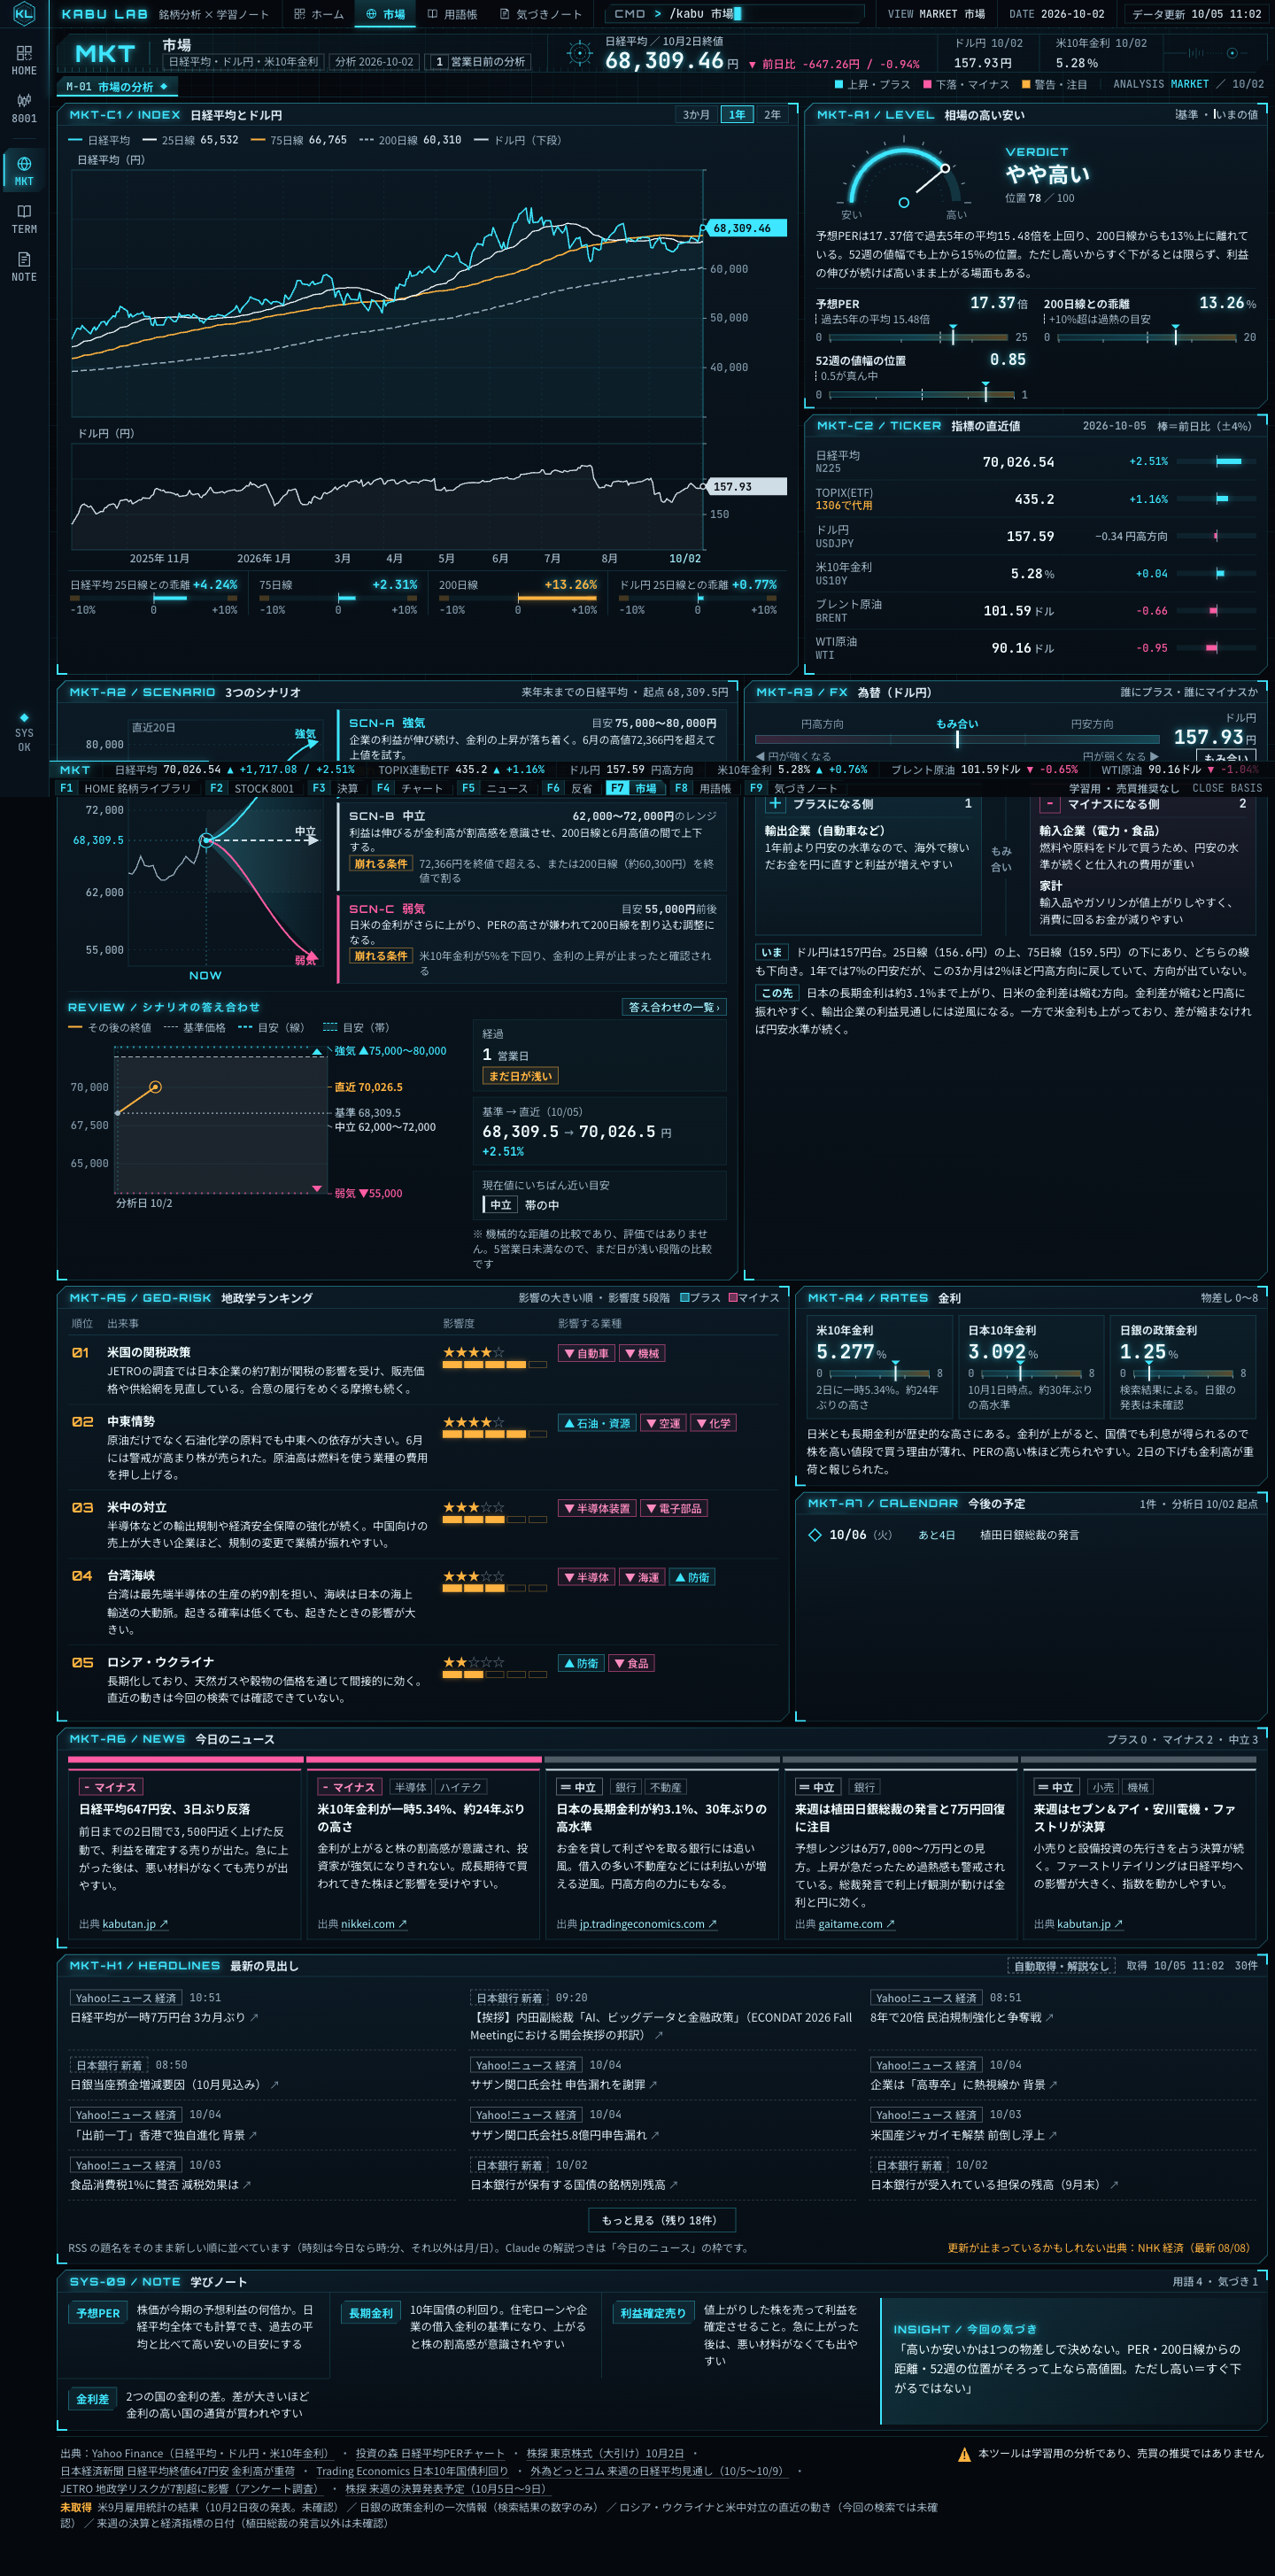 KABU LAB 銘柄分析 × 学習ノート ホーム 市場 用語帳 気づきノート CMD > /kabu 市場 VIEW MARKET 市場 DATE 2026-10-02 データ更新 10/05 11:02
HOME
8001
MKT
TERM
NOTE
SYS
OK
MKT 市場
日経平均・ドル円・米10年金利 分析 2026-10-02 1 営業日前の分析
日経平均 ／ 10月2日終値
68,309.46 円 ▼ 前日比 -647.26円 / -0.94%
ドル円 10/02
157.93円
米10年金利 10/02
5.28%
M-01 市場の分析 ◆
上昇・プラス 下落・マイナス 警告・注目 ANALYSIS MARKET ／ 10/02
MKT-C1 / INDEX 日経平均とドル円 3か月 1年 2年
日経平均 25日線 65,532 75日線 66,765 200日線 60,310 ドル円（下段）
日経平均（円）
68,309.46
60,000
50,000
40,000
ドル円（円）
157.93
150
2025年 11月 2026年 1月 3月 4月 5月 6月 7月 8月 10/02
日経平均 25日線との乖離 +4.24%
-10% 0 +10%
75日線 +2.31%
-10% 0 +10%
200日線 +13.26%
-10% 0 +10%
ドル円 25日線との乖離 +0.77%
-10% 0 +10%
MKT-A1 / LEVEL 相場の高い安い 基準 ・ いまの値
安い 高い
VERDICT
やや高い
位置 78 ／ 100
予想PERは17.37倍で過去5年の平均15.48倍を上回り、200日線からも13%上に離れて
いる。52週の値幅でも上から15%の位置。ただし高いからすぐ下がるとは限らず、利益
の伸びが続けば高いまま上がる場面もある。
予想PER 17.37倍
過去5年の平均 15.48倍
0 25
200日線との乖離 13.26%
+10%超は過熱の目安
0 20
52週の値幅の位置 0.85
0.5が真ん中
0 1
MKT-C2 / TICKER 指標の直近値 2026-10-05 棒＝前日比（±4%）
日経平均
N225
70,026.54 +2.51%
TOPIX(ETF)
1306で代用
435.2 +1.16%
ドル円
USDJPY
157.59 −0.34 円高方向
米10年金利
US10Y
5.28% +0.04
ブレント原油
BRENT
101.59ドル -0.66
WTI原油
WTI
90.16ドル -0.95
MKT-A2 / SCENARIO 3つのシナリオ 来年末までの日経平均 ・ 起点 68,309.5円
直近20日
80,000
72,000
68,309.5
62,000
55,000
強気
中立
弱気
NOW
SCN-A 強気 目安 75,000〜80,000円
企業の利益が伸び続け、金利の上昇が落ち着く。6月の高値72,366円を超えて
上値を試す。
SCN-B 中立 62,000〜72,000円のレンジ
利益は伸びるが金利高が割高感を意識させ、200日線と6月高値の間で上下
する。
崩れる条件 72,366円を終値で超える、または200日線（約60,300円）を終
値で割る
SCN-C 弱気 目安 55,000円前後
日米の金利がさらに上がり、PERの高さが嫌われて200日線を割り込む調整に
なる。
崩れる条件 米10年金利が5%を下回り、金利の上昇が止まったと確認され
る
MKT-A3 / FX 為替（ドル円） 誰にプラス・誰にマイナスか
円高方向 もみ合い 円安方向
◀ 円が強くなる 円が弱くなる ▶
ドル円
157.93円
もみ合い
MKT 日経平均 70,026.54 ▲ +1,717.08 / +2.51% TOPIX連動ETF 435.2 ▲ +1.16% ドル円 157.59 円高方向 米10年金利 5.28% ▲ +0.76% ブレント原油 101.59ドル ▼ -0.65% WTI原油 90.16ドル ▼ -1.04%
F1 HOME 銘柄ライブラリ F2 STOCK 8001 F3 決算 F4 チャート F5 ニュース F6 反省 F7 市場 F8 用語帳 F9 気づきノート 学習用 ・ 売買推奨なし CLOSE BASIS
+ プラスになる側 1
輸出企業（自動車など）
1年前より円安の水準なので、海外で稼い
だお金を円に直すと利益が増えやすい
もみ
合い
- マイナスになる側 2
輸入企業（電力・食品）
燃料や原料をドルで買うため、円安の水
準が続くと仕入れの費用が重い
家計
輸入品やガソリンが値上がりしやすく、
消費に回るお金が減りやすい
いま ドル円は157円台。25日線（156.6円）の上、75日線（159.5円）の下にあり、どちらの線
も下向き。1年では7%の円安だが、この3か月は2%ほど円高方向に戻していて、方向が出ていない。
この先 日本の長期金利は約3.1%まで上がり、日米の金利差は縮む方向。金利差が縮むと円高に
振れやすく、輸出企業の利益見通しには逆風になる。一方で米金利も上がっており、差が縮まなけれ
ば円安水準が続く。
REVIEW / シナリオの答え合わせ 答え合わせの一覧 ›
その後の終値 基準価格 目安（線） 目安（帯）
70,000
67,500
65,000
強気 ▲75,000〜80,000
直近 70,026.5
基準 68,309.5
中立 62,000〜72,000
弱気 ▼55,000
分析日 10/2
経過
1 営業日
まだ日が浅い
基準 → 直近（10/05）
68,309.5 → 70,026.5 円
+2.51%
現在値にいちばん近い目安
中立 帯の中
※ 機械的な距離の比較であり、評価ではありませ
ん。5営業日未満なので、まだ日が浅い段階の比較
です
MKT-A5 / GEO-RISK 地政学ランキング 影響の大きい順 ・ 影響度 5段階 プラス マイナス
順位 出来事 影響度 影響する業種
01 米国の関税政策 ★★★★☆ ▼自動車 ▼機械
JETROの調査では日本企業の約7割が関税の影響を受け、販売価
格や供給網を見直している。合意の履行をめぐる摩擦も続く。
02 中東情勢 ★★★★☆ ▲石油・資源 ▼空運 ▼化学
原油だけでなく石油化学の原料でも中東への依存が大きい。6月
には警戒が高まり株が売られた。原油高は燃料を使う業種の費用
を押し上げる。
03 米中の対立 ★★★☆☆ ▼半導体装置 ▼電子部品
半導体などの輸出規制や経済安全保障の強化が続く。中国向けの
売上が大きい企業ほど、規制の変更で業績が振れやすい。
04 台湾海峡 ★★★☆☆ ▼半導体 ▼海運 ▲防衛
台湾は最先端半導体の生産の約9割を担い、海峡は日本の海上
輸送の大動脈。起きる確率は低くても、起きたときの影響が大
きい。
05 ロシア・ウクライナ ★★☆☆☆ ▲防衛 ▼食品
長期化しており、天然ガスや穀物の価格を通じて間接的に効く。
直近の動きは今回の検索では確認できていない。
MKT-A4 / RATES 金利 物差し 0〜8
米10年金利
5.277%
0 8
2日に一時5.34%。約24年
ぶりの高さ
日本10年金利
3.092%
0 8
10月1日時点。約30年ぶり
の高水準
日銀の政策金利
1.25%
0 8
検索結果による。日銀の
発表は未確認
日米とも長期金利が歴史的な高さにある。金利が上がると、国債でも利息が得られるので
株を高い値段で買う理由が薄れ、PERの高い株ほど売られやすい。2日の下げも金利高が重
荷と報じられた。
MKT-A7 / CALENDAR 今後の予定 1件 ・ 分析日 10/02 起点
10/06（火） あと4日 植田日銀総裁の発言
MKT-A6 / NEWS 今日のニュース プラス 0 ・ マイナス 2 ・ 中立 3
- マイナス
日経平均647円安、3日ぶり反落
前日までの2日間で3,500円近く上げた反
動で、利益を確定する売りが出た。急に上
がった後は、悪い材料がなくても売りが出
やすい。
出典 kabutan.jp ↗
- マイナス 半導体 ハイテク
米10年金利が一時5.34%、約24年ぶり
の高さ
金利が上がると株の割高感が意識され、投
資家が強気になりきれない。成長期待で買
われてきた株ほど影響を受けやすい。
出典 nikkei.com ↗
= 中立 銀行 不動産
日本の長期金利が約3.1%、30年ぶりの
高水準
お金を貸して利ざやを取る銀行には追い
風。借入の多い不動産などには利払いが増
える逆風。円高方向の力にもなる。
出典 jp.tradingeconomics.com ↗
= 中立 銀行
来週は植田日銀総裁の発言と7万円回復
に注目
予想レンジは6万7,000〜7万円との見
方。上昇が急だったため過熱感も警戒され
ている。総裁発言で利上げ観測が動けば金
利と円に効く。
出典 gaitame.com ↗
= 中立 小売 機械
来週はセブン＆アイ・安川電機・ファ
ストリが決算
小売りと設備投資の先行きを占う決算が続
く。ファーストリテイリングは日経平均へ
の影響が大きく、指数を動かしやすい。
出典 kabutan.jp ↗
MKT-H1 / HEADLINES 最新の見出し 自動取得・解説なし 取得 10/05 11:02 30件
Yahoo!ニュース 経済 10:51
日経平均が一時7万円台 3カ月ぶり ↗
日本銀行 新着 09:20
【挨拶】内田副総裁「AI、ビッグデータと金融政策」（ECONDAT 2026 Fall
Meetingにおける開会挨拶の邦訳） ↗
Yahoo!ニュース 経済 08:51
8年で20倍 民泊規制強化と争奪戦 ↗
日本銀行 新着 08:50
日銀当座預金増減要因（10月見込み） ↗
Yahoo!ニュース 経済 10/04
サザン関口氏会社 申告漏れを謝罪 ↗
Yahoo!ニュース 経済 10/04
企業は「高専卒」に熱視線か 背景 ↗
Yahoo!ニュース 経済 10/04
「出前一丁」香港で独自進化 背景 ↗
Yahoo!ニュース 経済 10/04
サザン関口氏会社5.8億円申告漏れ ↗
Yahoo!ニュース 経済 10/03
米国産ジャガイモ解禁 前倒し浮上 ↗
Yahoo!ニュース 経済 10/03
食品消費税1%に賛否 減税効果は ↗
日本銀行 新着 10/02
日本銀行が保有する国債の銘柄別残高 ↗
日本銀行 新着 10/02
日本銀行が受入れている担保の残高（9月末） ↗
もっと見る（残り 18件）
RSS の題名をそのまま新しい順に並べています（時刻は今日なら時:分、それ以外は月/日）。Claude の解説つきは「今日のニュース」の枠です。 更新が止まっているかもしれない出典：NHK 経済（最新 08/08）
SYS-09 / NOTE 学びノート 用語 4 ・ 気づき 1
予想PER
株価が今期の予想利益の何倍か。日
経平均全体でも計算でき、過去の平
均と比べて高い安いの目安にする
長期金利
10年国債の利回り。住宅ローンや企
業の借入金利の基準になり、上がる
と株の割高感が意識されやすい
利益確定売り
値上がりした株を売って利益を
確定させること。急に上がった
後は、悪い材料がなくても出や
すい
金利差
2つの国の金利の差。差が大きいほど
金利の高い国の通貨が買われやすい
INSIGHT / 今回の気づき
「高いか安いかは1つの物差しで決めない。PER・200日線からの
距離・52週の位置がそろって上なら高値圏。ただし高い＝すぐ下
がるではない」
出典：Yahoo Finance（日経平均・ドル円・米10年金利） ・ 投資の森 日経平均PERチャート ・ 株探 東京株式（大引け）10月2日 ・
日本経済新聞 日経平均終値647円安 金利高が重荷 ・ Trading Economics 日本10年国債利回り ・ 外為どっとコム 来週の日経平均見通し（10/5〜10/9） ・
JETRO 地政学リスクが7割超に影響（アンケート調査） ・ 株探 来週の決算発表予定（10月5日〜9日）
未取得 米9月雇用統計の結果（10月2日夜の発表。未確認） ／ 日銀の政策金利の一次情報（検索結果の数字のみ） ／ ロシア・ウクライナと米中対立の直近の動き（今回の検索では未確
認） ／ 来週の決算と経済指標の日付（植田総裁の発言以外は未確認）
本ツールは学習用の分析であり、売買の推奨ではありません